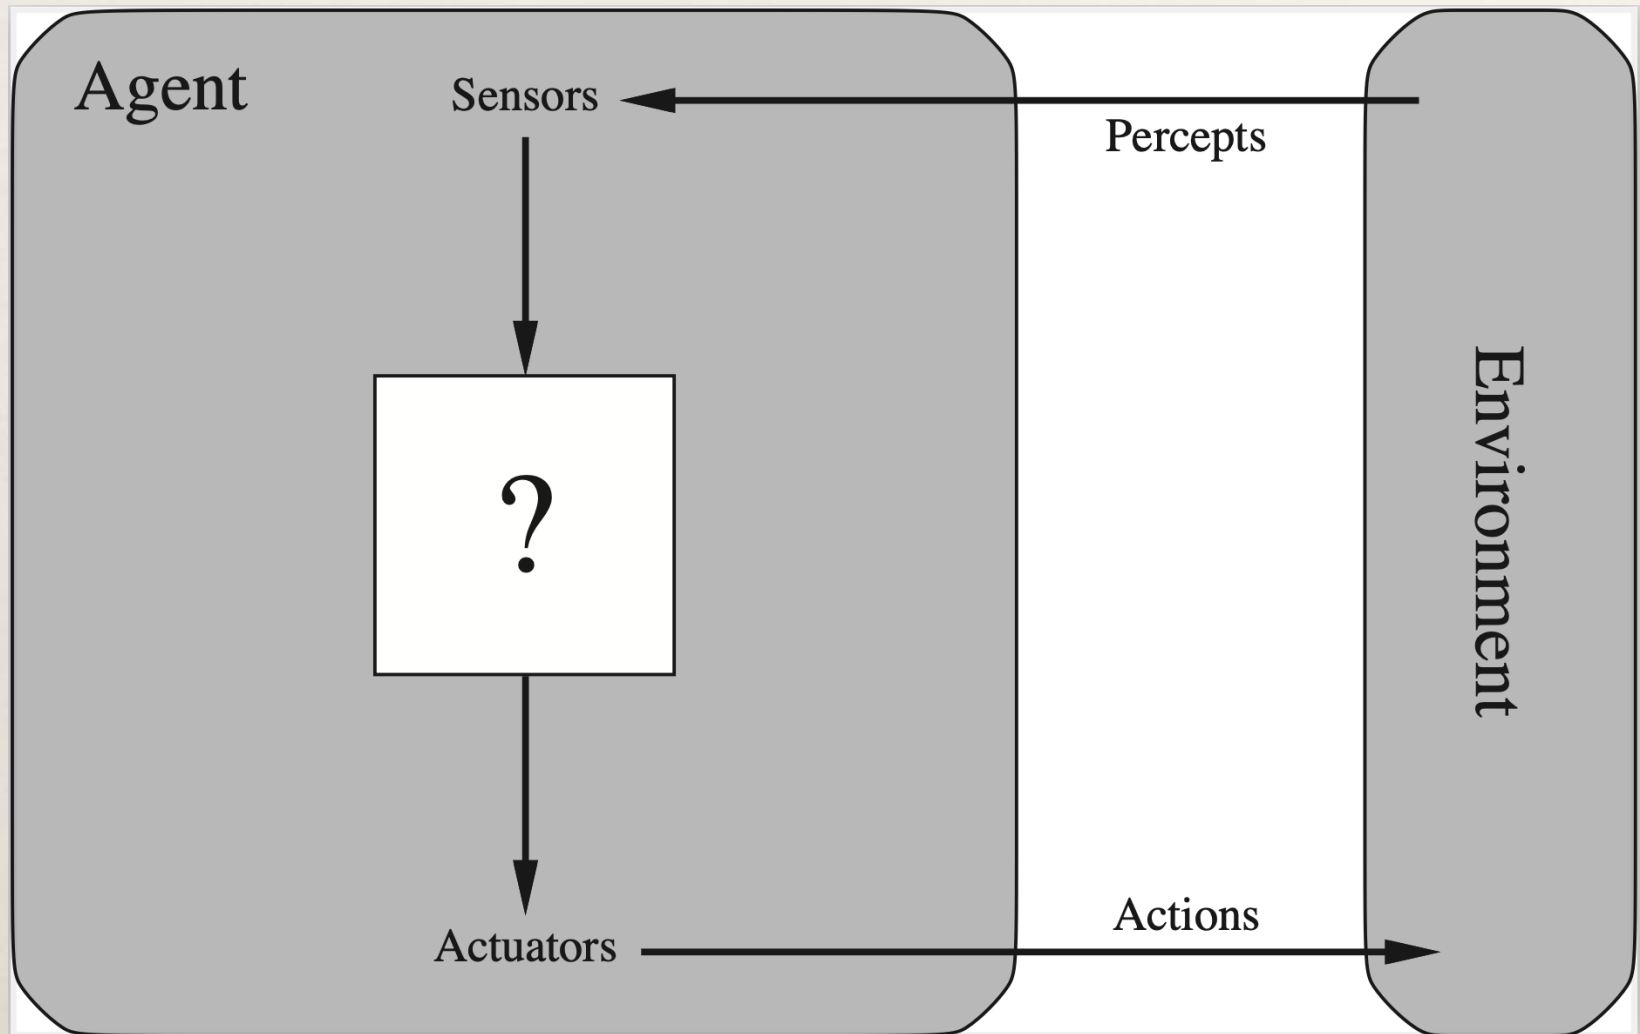 Agent
Sensors
Percepts
?
Environment
Actions
Actuators